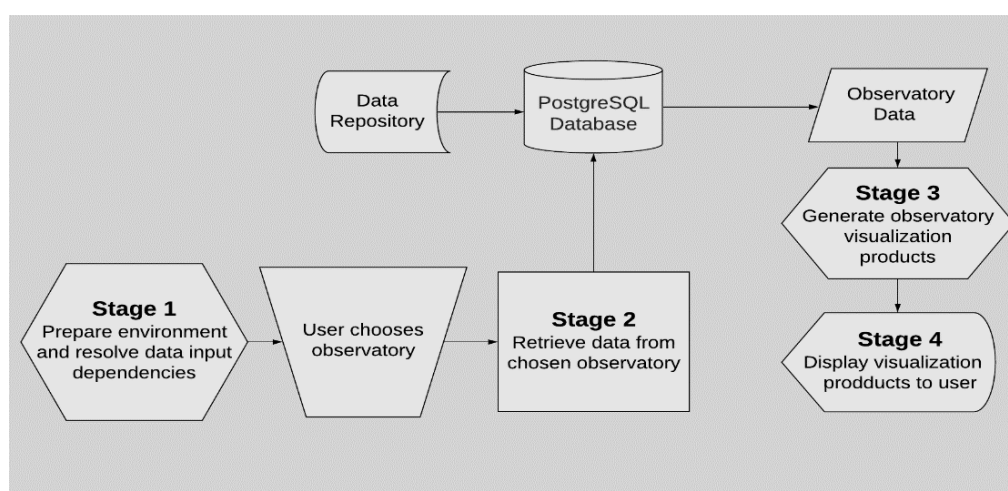 Data
Repository
PostgreSQL
Database
Observatory
Data
Stage 3
Generate observatory
visualization
products
Stage 1
Prepare environment
and resolve data input
dependencies
User chooses
observatory
Stage 2
Retrieve data from
chosen observatory
Stage 4
Display visualization
prodducts to user